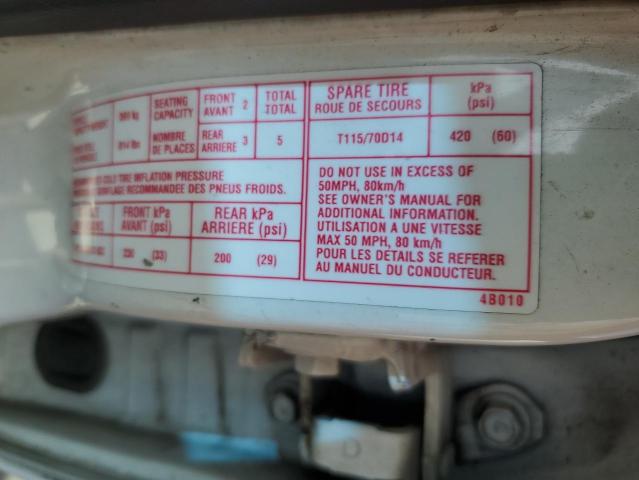 SEATING CAPACITY
NOMBRE DE PLACES
FRONT AVANT 2
REAR ARRIERE 3
TOTAL TOTAL
5
SPARE TIRE
ROUE DE SECOURS
kPa
(psi)
T115/70D14
420 (60)
COLD TIRE INFLATION PRESSURE
RECOMMANDEE DES PNEUS FROIDS.
FRONT kPa
AVANT (psi)
REAR kPa
ARRIERE (psi)
(33)
200 (29)
DO NOT USE IN EXCESS OF
50MPH, 80km/h
SEE OWNER'S MANUAL FOR
ADDITIONAL INFORMATION.
UTILISATION A UNE VITESSE
MAX 50 MPH, 80 km/h
POUR LES DÉTAILS SE REFERER
AU MANUEL DU CONDUCTEUR.
4B010